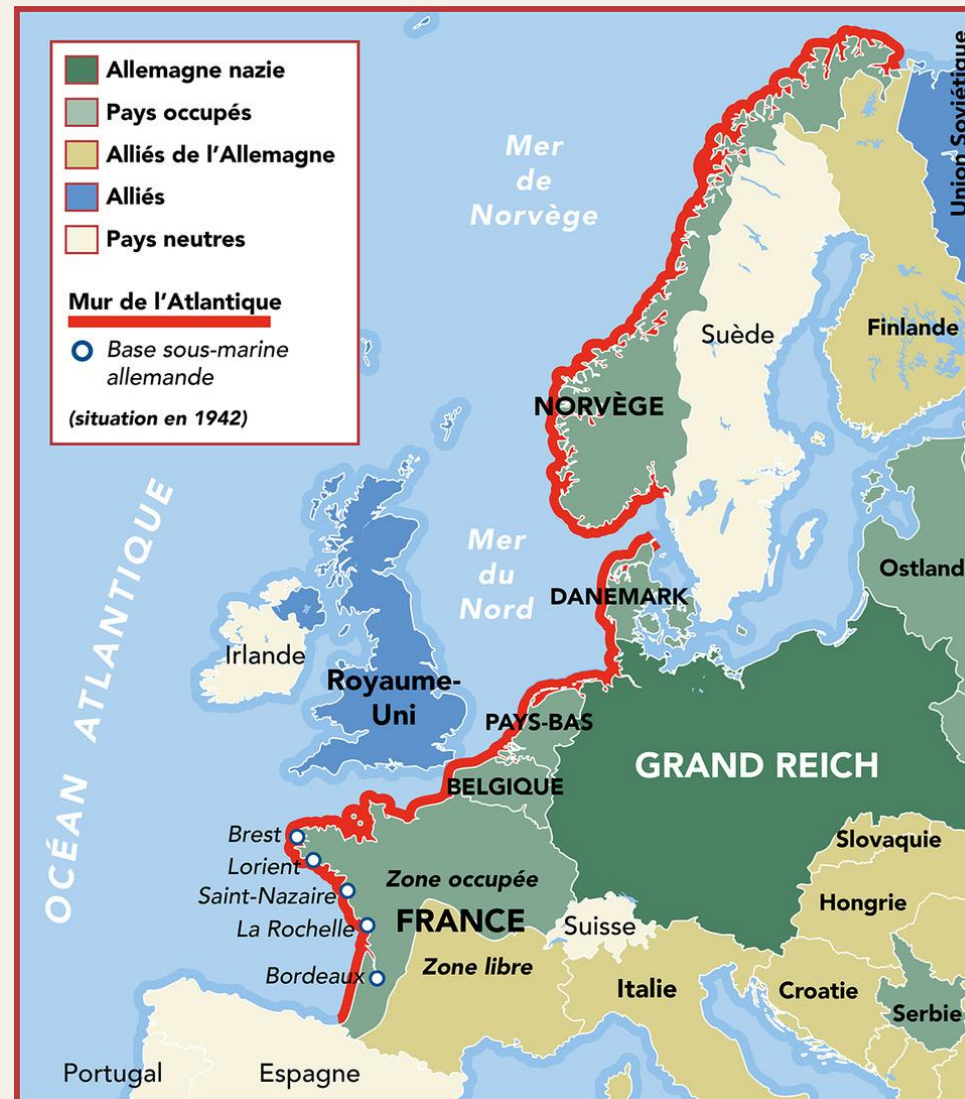 Allemagne nazie
Pays occupés
Alliés de l'Allemagne
Alliés
Pays neutres
Mur de l'Atlantique
Base sous-marine
allemande
(situation en 1942)
Mer
de
Norvège
Union Soviétique
Suède
Finlande
NORVÈGE
OCÉAN ATLANTIQUE
Mer
du
Nord
DANEMARK
Ostland
Irlande
Royaume-
Uni
PAYS-BAS
GRAND REICH
BELGIQUE
Brest
Lorient
Saint-Nazaire
La Rochelle
Bordeaux
Zone occupée
FRANCE
Zone libre
Suisse
Slovaquie
Hongrie
Italie
Croatie
Serbie
Portugal
Espagne